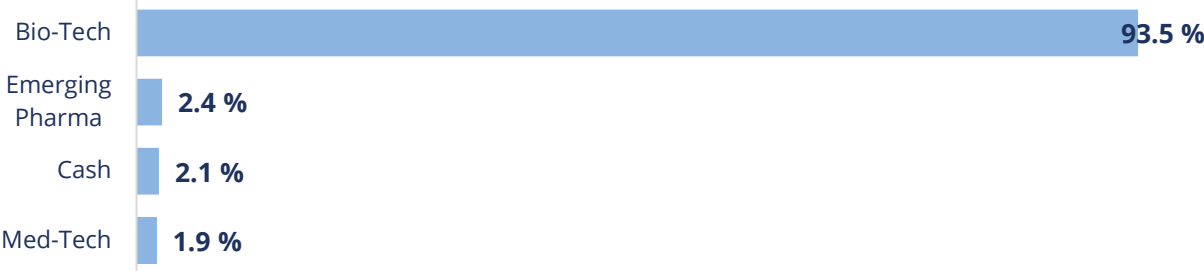 Bio-Tech
93.5 %
Emerging
Pharma
2.4 %
Cash
2.1 %
Med-Tech
1.9 %